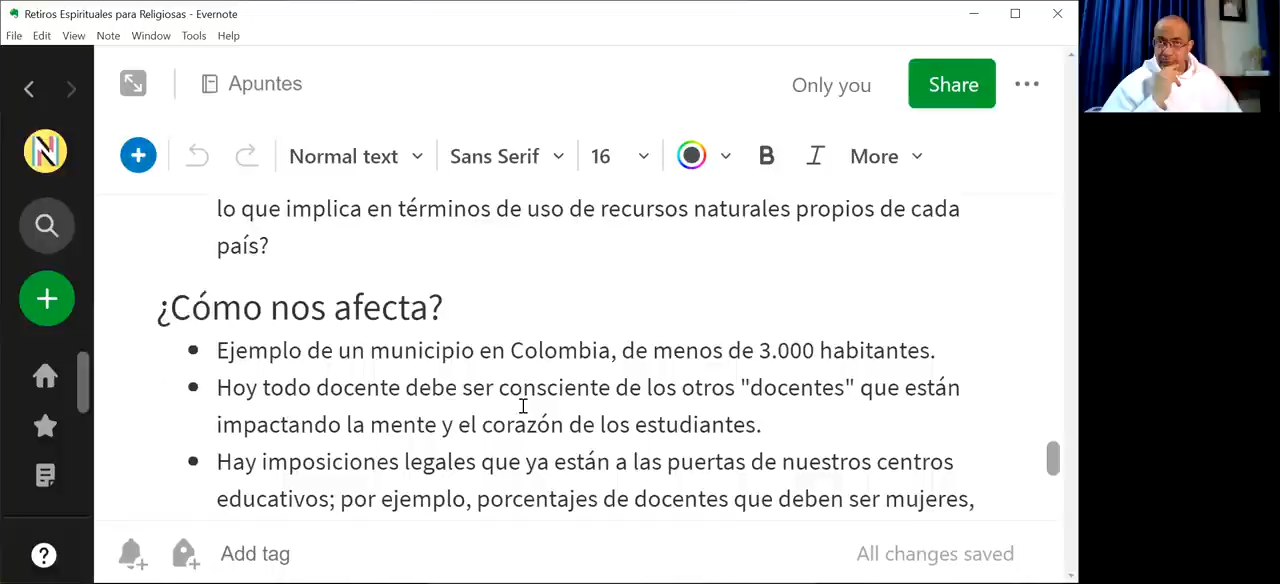 Retiros Espirituales para Religiosas - Evernote
File Edit View Note Window Tools Help
Apuntes
Only you
Share
Normal text
Sans Serif
16
B
I
More
lo que implica en términos de uso de recursos naturales propios de cada
país?
¿Cómo nos afecta?
Ejemplo de un municipio en Colombia, de menos de 3.000 habitantes.
Hoy todo docente debe ser consciente de los otros "docentes" que están
impactando la mente y el corazón de los estudiantes.
Hay imposiciones legales que ya están a las puertas de nuestros centros
educativos; por ejemplo, porcentajes de docentes que deben ser mujeres,
Add tag
All changes saved